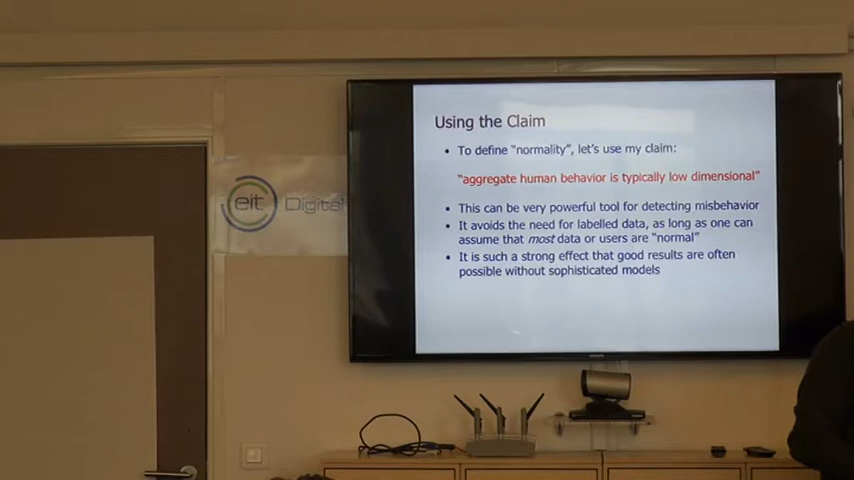 Using the Claim
• To define "normality", let's use my claim:
"aggregate human behavior is typically low dimensional"
• This can be very powerful tool for detecting misbehavior
• It avoids the need for labelled data, as long as one can
assume that most data or users are "normal"
• It is such a strong effect that good results are often
possible without sophisticated models
eit Digital